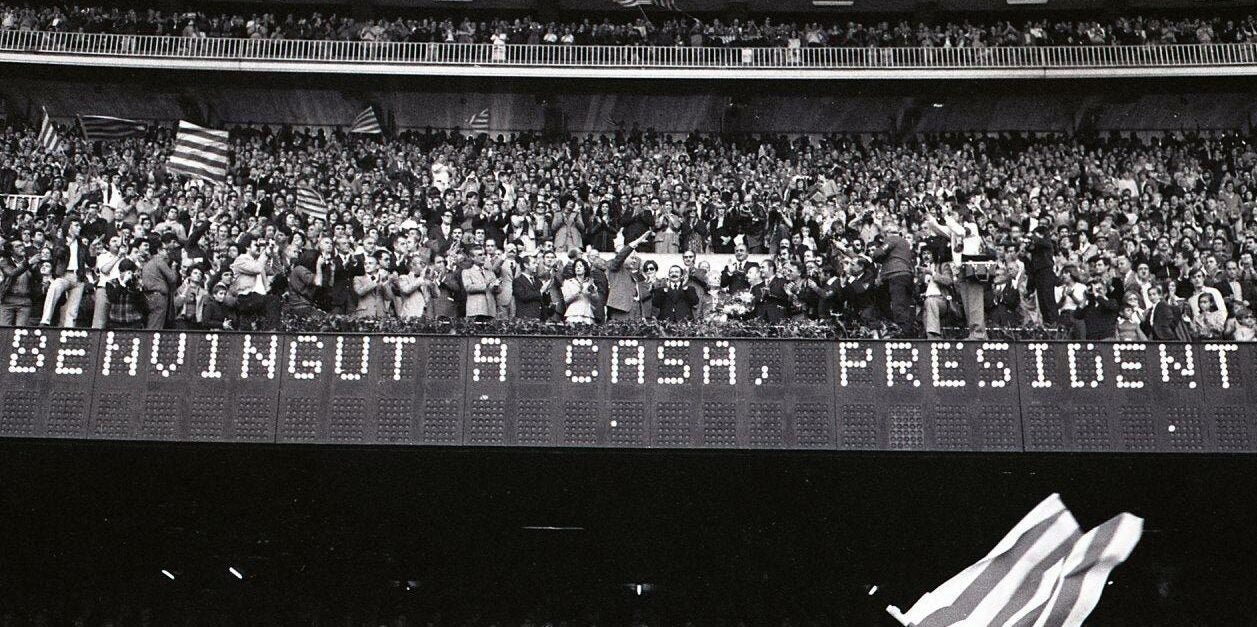 BENVINGUT A CASA, PRESIDENT